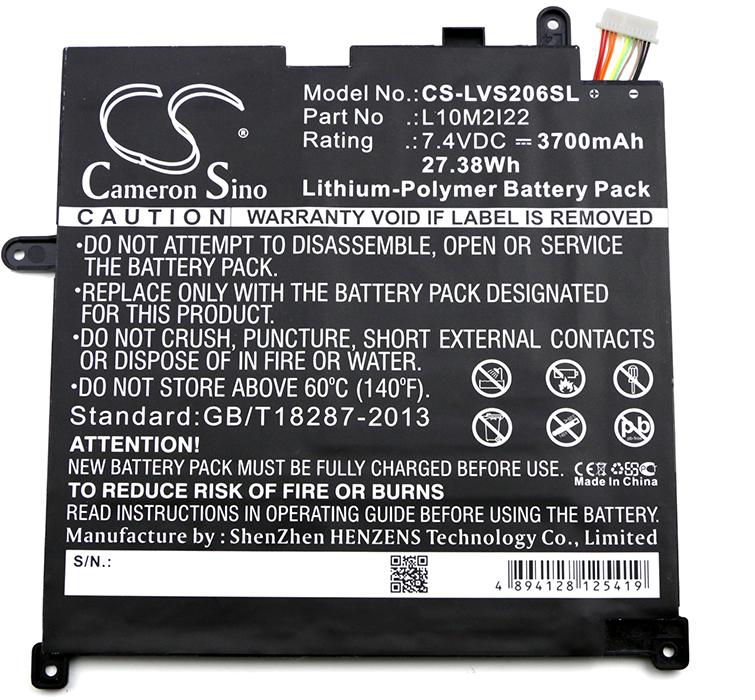 CS
Cameron Sino
Model No.:CS-LVS206SL
Part No .:L10M2I22
Rating .:7.4VDC ⎓ 3700mAh
27.38Wh
Lithium-Polymer Battery Pack
+ -
CAUTION WARRANTY VOID IF LABEL IS REMOVED
•DO NOT ATTEMPT TO DISASSEMBLE, OPEN OR SEVICE
THE BATTERY PACK.
•REPLACE ONLY WITH THE BATTERY PACK DESIGNATED
FOR THIS PRODUCT.
•DO NOT CRUSH, PUNCTURE, SHORT EXTERNAL CONTACTS
OR DISPOSE OF IN FIRE OR WATER.
•DO NOT STORE ABOVE 60°C (140°F).
Standard:GB/T18287-2013
Pb
ATTENTION!
NEW BATTERY PACK MUST BE FULLY CHARGED BEFORE USE!
CE
Made In China
TO REDUCE RISK OF FIRE OR BURNS
READ INSTRUCTIONS IN OPERATING GUIDE BEFORE USING THE BATTERY.
Manufacture by : ShenZhen HENZENS Technology Co., Limited
S/N.:
4 894128 125419